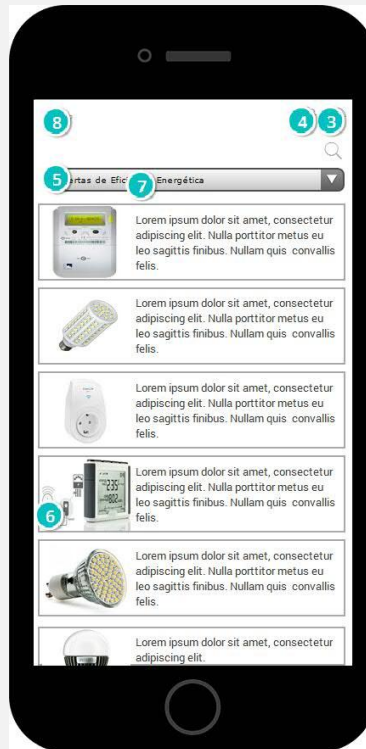 8
4
3
5
7
ertas de Efici Energética
Lorem ipsum dolor sit amet, consectetur
adipiscing elit. Nulla porttitor metus eu
leo sagittis finibus. Nullam quis convallis
felis.
Lorem ipsum dolor sit amet, consectetur
adipiscing elit. Nulla porttitor metus eu
leo sagittis finibus. Nullam quis convallis
felis.
Lorem ipsum dolor sit amet, consectetur
adipiscing elit. Nulla porttitor metus eu
leo sagittis finibus. Nullam quis convallis
felis.
6
Lorem ipsum dolor sit amet, consectetur
adipiscing elit. Nulla porttitor metus eu
leo sagittis finibus. Nullam quis convallis
felis.
Lorem ipsum dolor sit amet, consectetur
adipiscing elit. Nulla porttitor metus eu
leo sagittis finibus. Nullam quis convallis
felis.
Lorem ipsum dolor sit amet, consectetur
adipiscing elit.